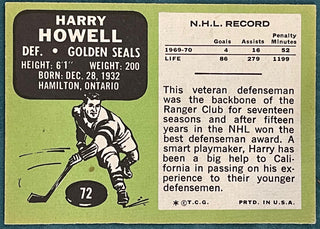 HARRY
HOWELL
DEF. • GOLDEN SEALS
HEIGHT: 6'1" WEIGHT: 200
BORN: DEC. 28, 1932
HAMILTON, ONTARIO
72
N.H.L. RECORD
Goals Assists Penalty Minutes
1969-70 4 16 52
LIFE 86 279 1199
This veteran defenseman
was the backbone of the
Ranger Club for seventeen
seasons and after fifteen
years in the NHL won the
best defenseman award. A
smart playmaker, Harry has
been a big help to Cali-
fornia in passing on his ex-
perience to their younger
defensemen.
* © T.C.G. PRTD. IN U.S.A.